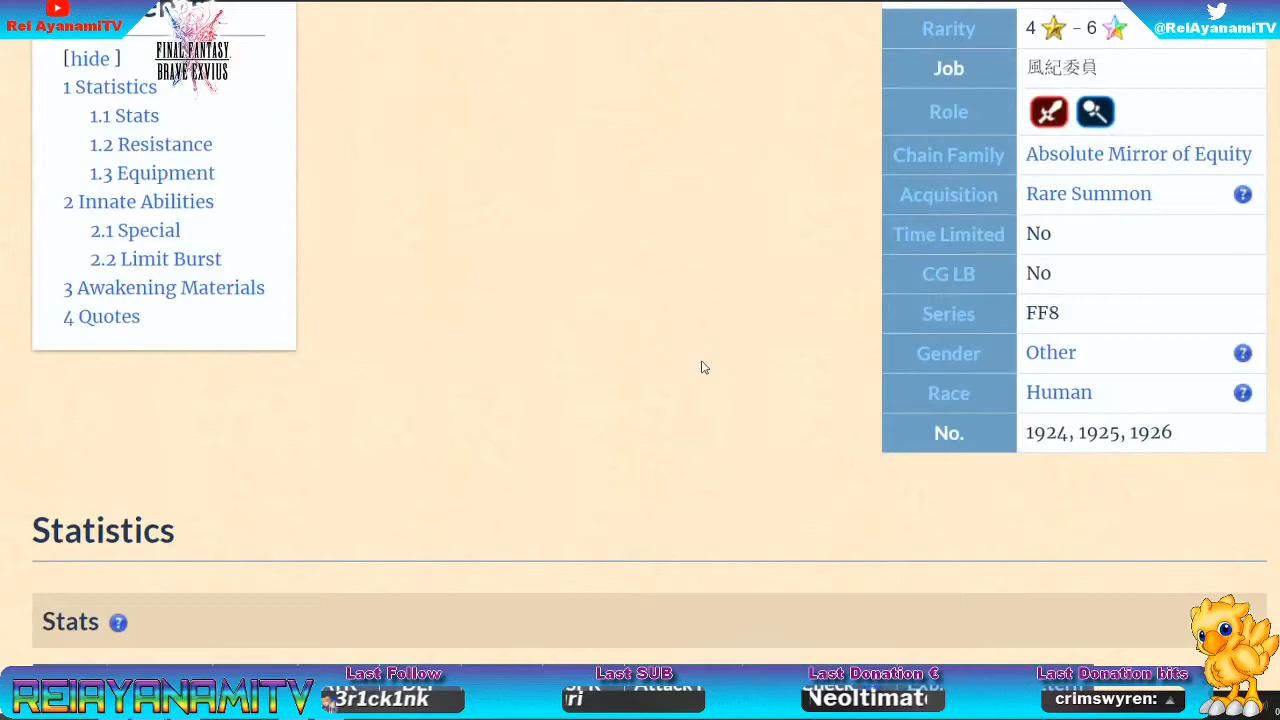 Rei AyanamiTV
FINAL FANTASY
BRAVE EXVIUS
@ReiAyanamiTV
[hide ]
1 Statistics
1.1 Stats
1.2 Resistance
1.3 Equipment
2 Innate Abilities
2.1 Special
2.2 Limit Burst
3 Awakening Materials
4 Quotes
Rarity 4 – 6
Job 風紀委員
Role
Chain Family Absolute Mirror of Equity
Acquisition Rare Summon ?
Time Limited No
CG LB No
Series FF8
Gender Other ?
Race Human ?
No. 1924, 1925, 1926
Statistics
Stats ?
REIAYANAMITV
Last Follow
3r1ck1nk
Last SUB
ri
Last Donation €
Neoltimat
Last Donation bits
crimswyren: